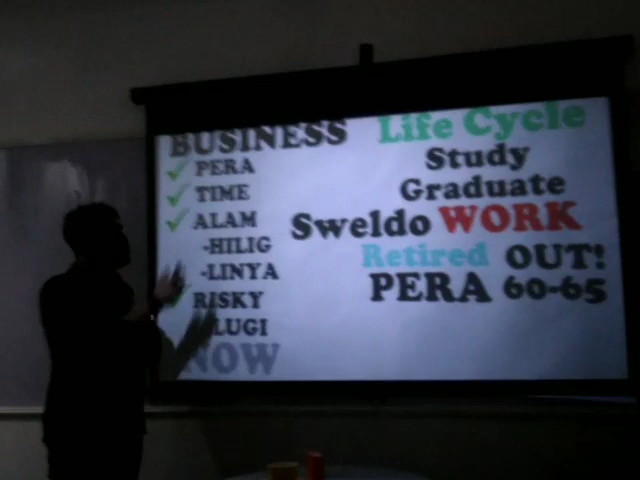 BUSINESS
PERA
TIME
ALAM
-HILIG
-LINYA
RISKY
LUGI
NOW
Life Cycle
Study
Graduate
Sweldo WORK
Retired OUT!
PERA 60-65